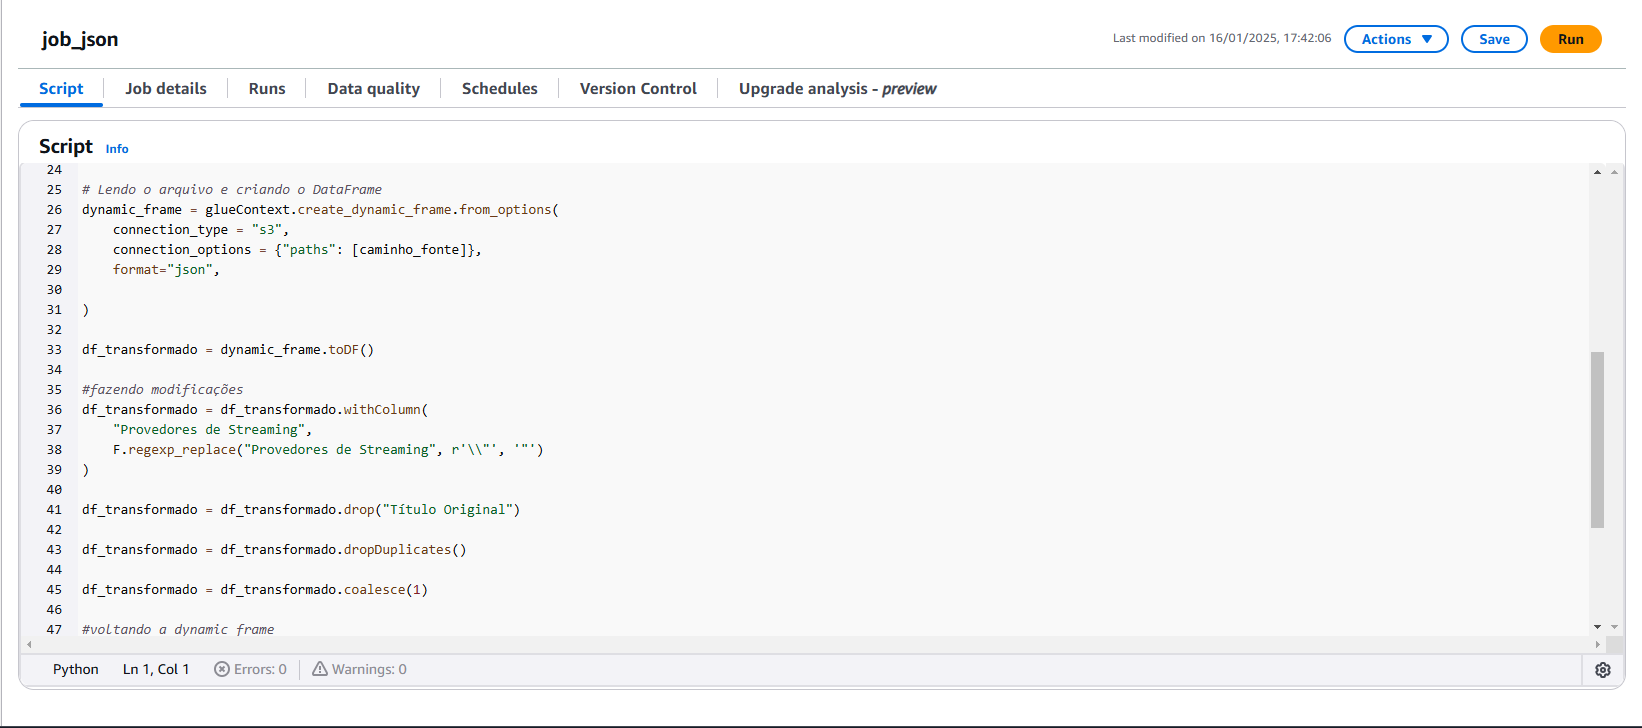 job_json
Last modified on 16/01/2025, 17:42:06
Actions
Save
Run
Script
Job details
Runs
Data quality
Schedules
Version Control
Upgrade analysis - preview
Script Info
24
25 # Lendo o arquivo e criando o DataFrame
26 dynamic_frame = glueContext.create_dynamic_frame.from_options(
27     connection_type = "s3",
28     connection_options = {"paths": [caminho_fonte]},
29     format="json",
30
31 )
32
33 df_transformado = dynamic_frame.toDF()
34
35 #fazendo modificações
36 df_transformado = df_transformado.withColumn(
37     "Provedores de Streaming",
38     F.regexp_replace("Provedores de Streaming", r'\\"', '"')
39 )
40
41 df_transformado = df_transformado.drop("Título Original")
42
43 df_transformado = df_transformado.dropDuplicates()
44
45 df_transformado = df_transformado.coalesce(1)
46
47 #voltando a dynamic frame
Python Ln 1, Col 1 Errors: 0 Warnings: 0